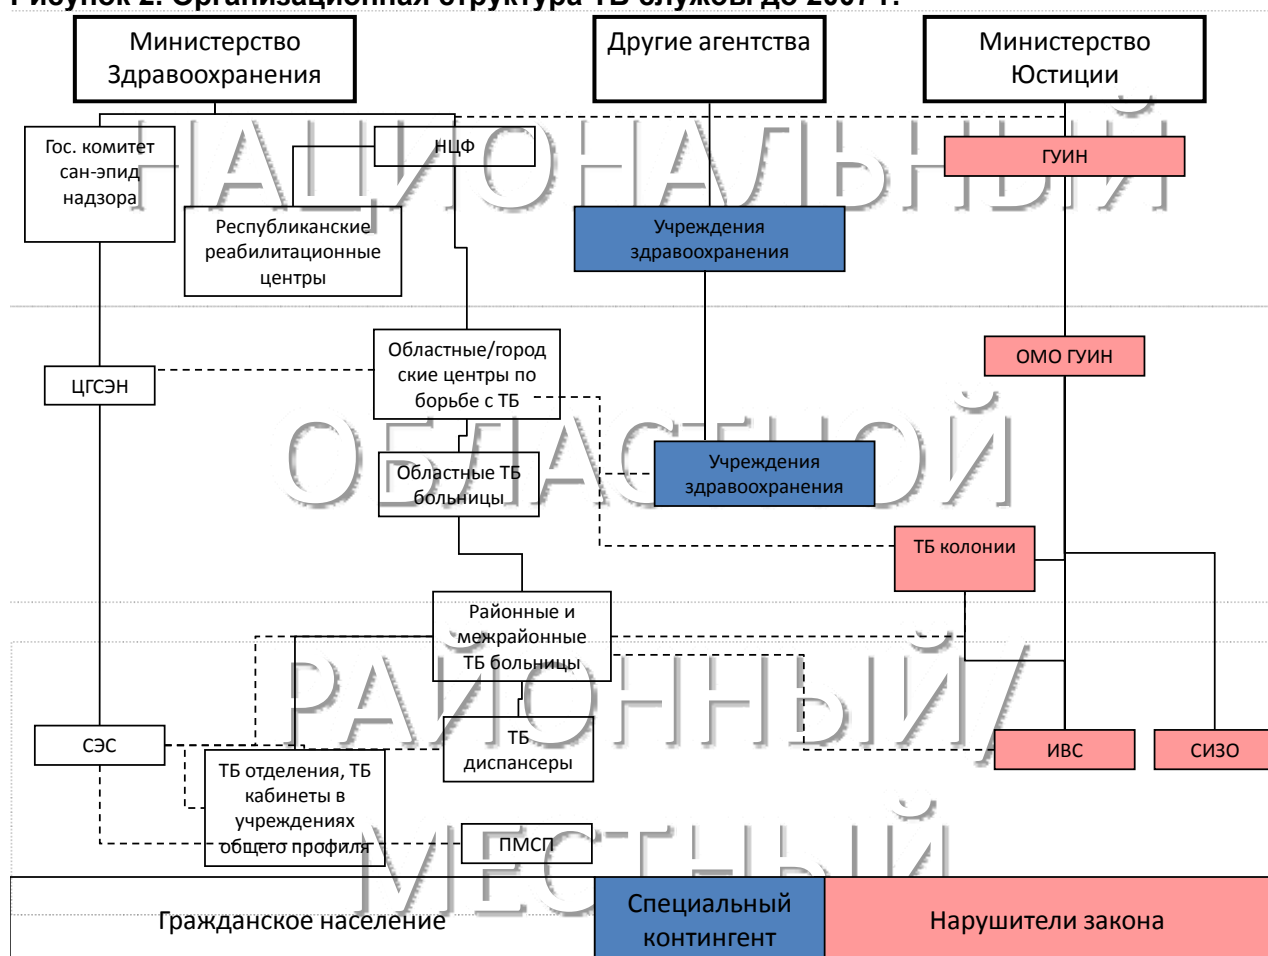 Рисунок 2. Организационная структура ТБ службы до 2007 г.
Министерство
Здравоохранения
Другие агентства
Министерство
Юстиции
НАЦИОНАЛЬНЫЙ
Гос. комитет
сан-эпид
надзора
НЦФ
ГУИН
Республиканские
реабилитационные
центры
Учреждения
здравоохранения
Областные/город
ские центры по
борьбе с ТБ
ОМО ГУИН
ЦГСЭН
ОБЛАСТНОЙ
Областные ТБ
больницы
Учреждения
здравоохранения
ТБ колонии
Районные и
межрайонные
ТБ больницы
РАЙОННЫЙ/
СЭС
ТБ
диспансеры
ИВС
СИЗО
ТБ отделения, ТБ
кабинеты в
учреждениях
общего профиля
ПМСП
МЕСТНЫЙ
Гражданское население
Специальный
контингент
Нарушители закона